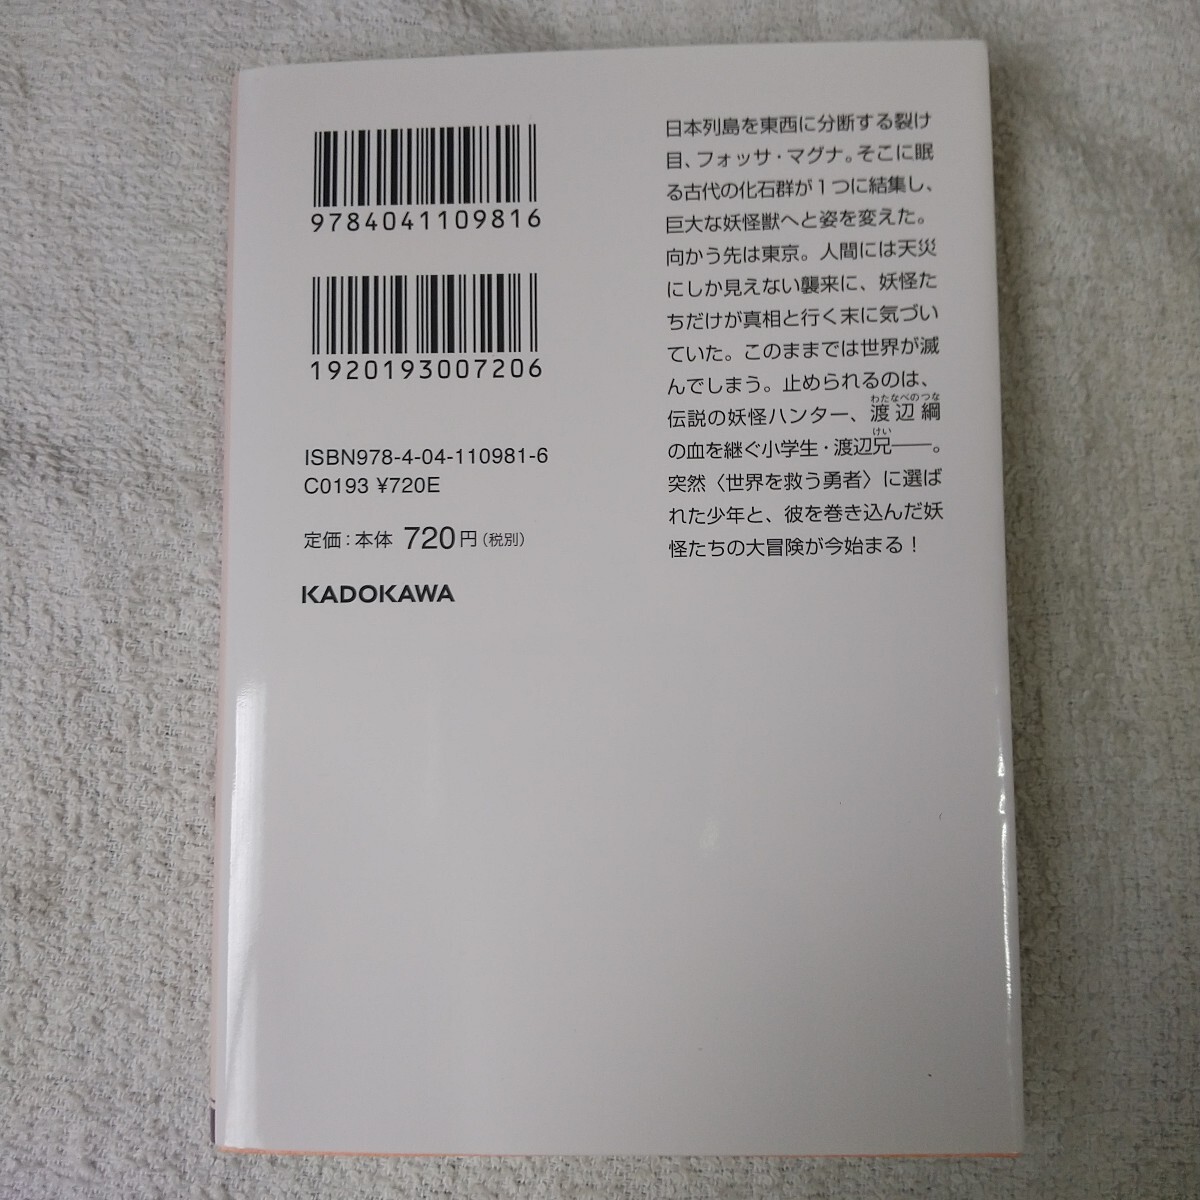 9784041109816
1920193007206
ISBN978-4-04-110981-6
C0193 ¥720E
定価:本体 720円(税別)
KADOKAWA
日本列島を東西に分断する裂け
目、フォッサ・マグナ。そこに眠
る古代の化石群が1つに結集し、
巨大な妖怪獣へと姿を変えた。
向かう先は東京。人間には天災
にしか見えない襲来に、妖怪た
ちだけが真相と行く末に気づい
ていた。このままでは世界が滅
んでしまう。止められるのは、
わたなべのつな
伝説の妖怪ハンター、渡辺綱
けい
の血を継ぐ小学生・渡辺兄――。
突然〈世界を救う勇者〉に選ば
れた少年と、彼を巻き込んだ妖
怪たちの大冒険が今始まる!